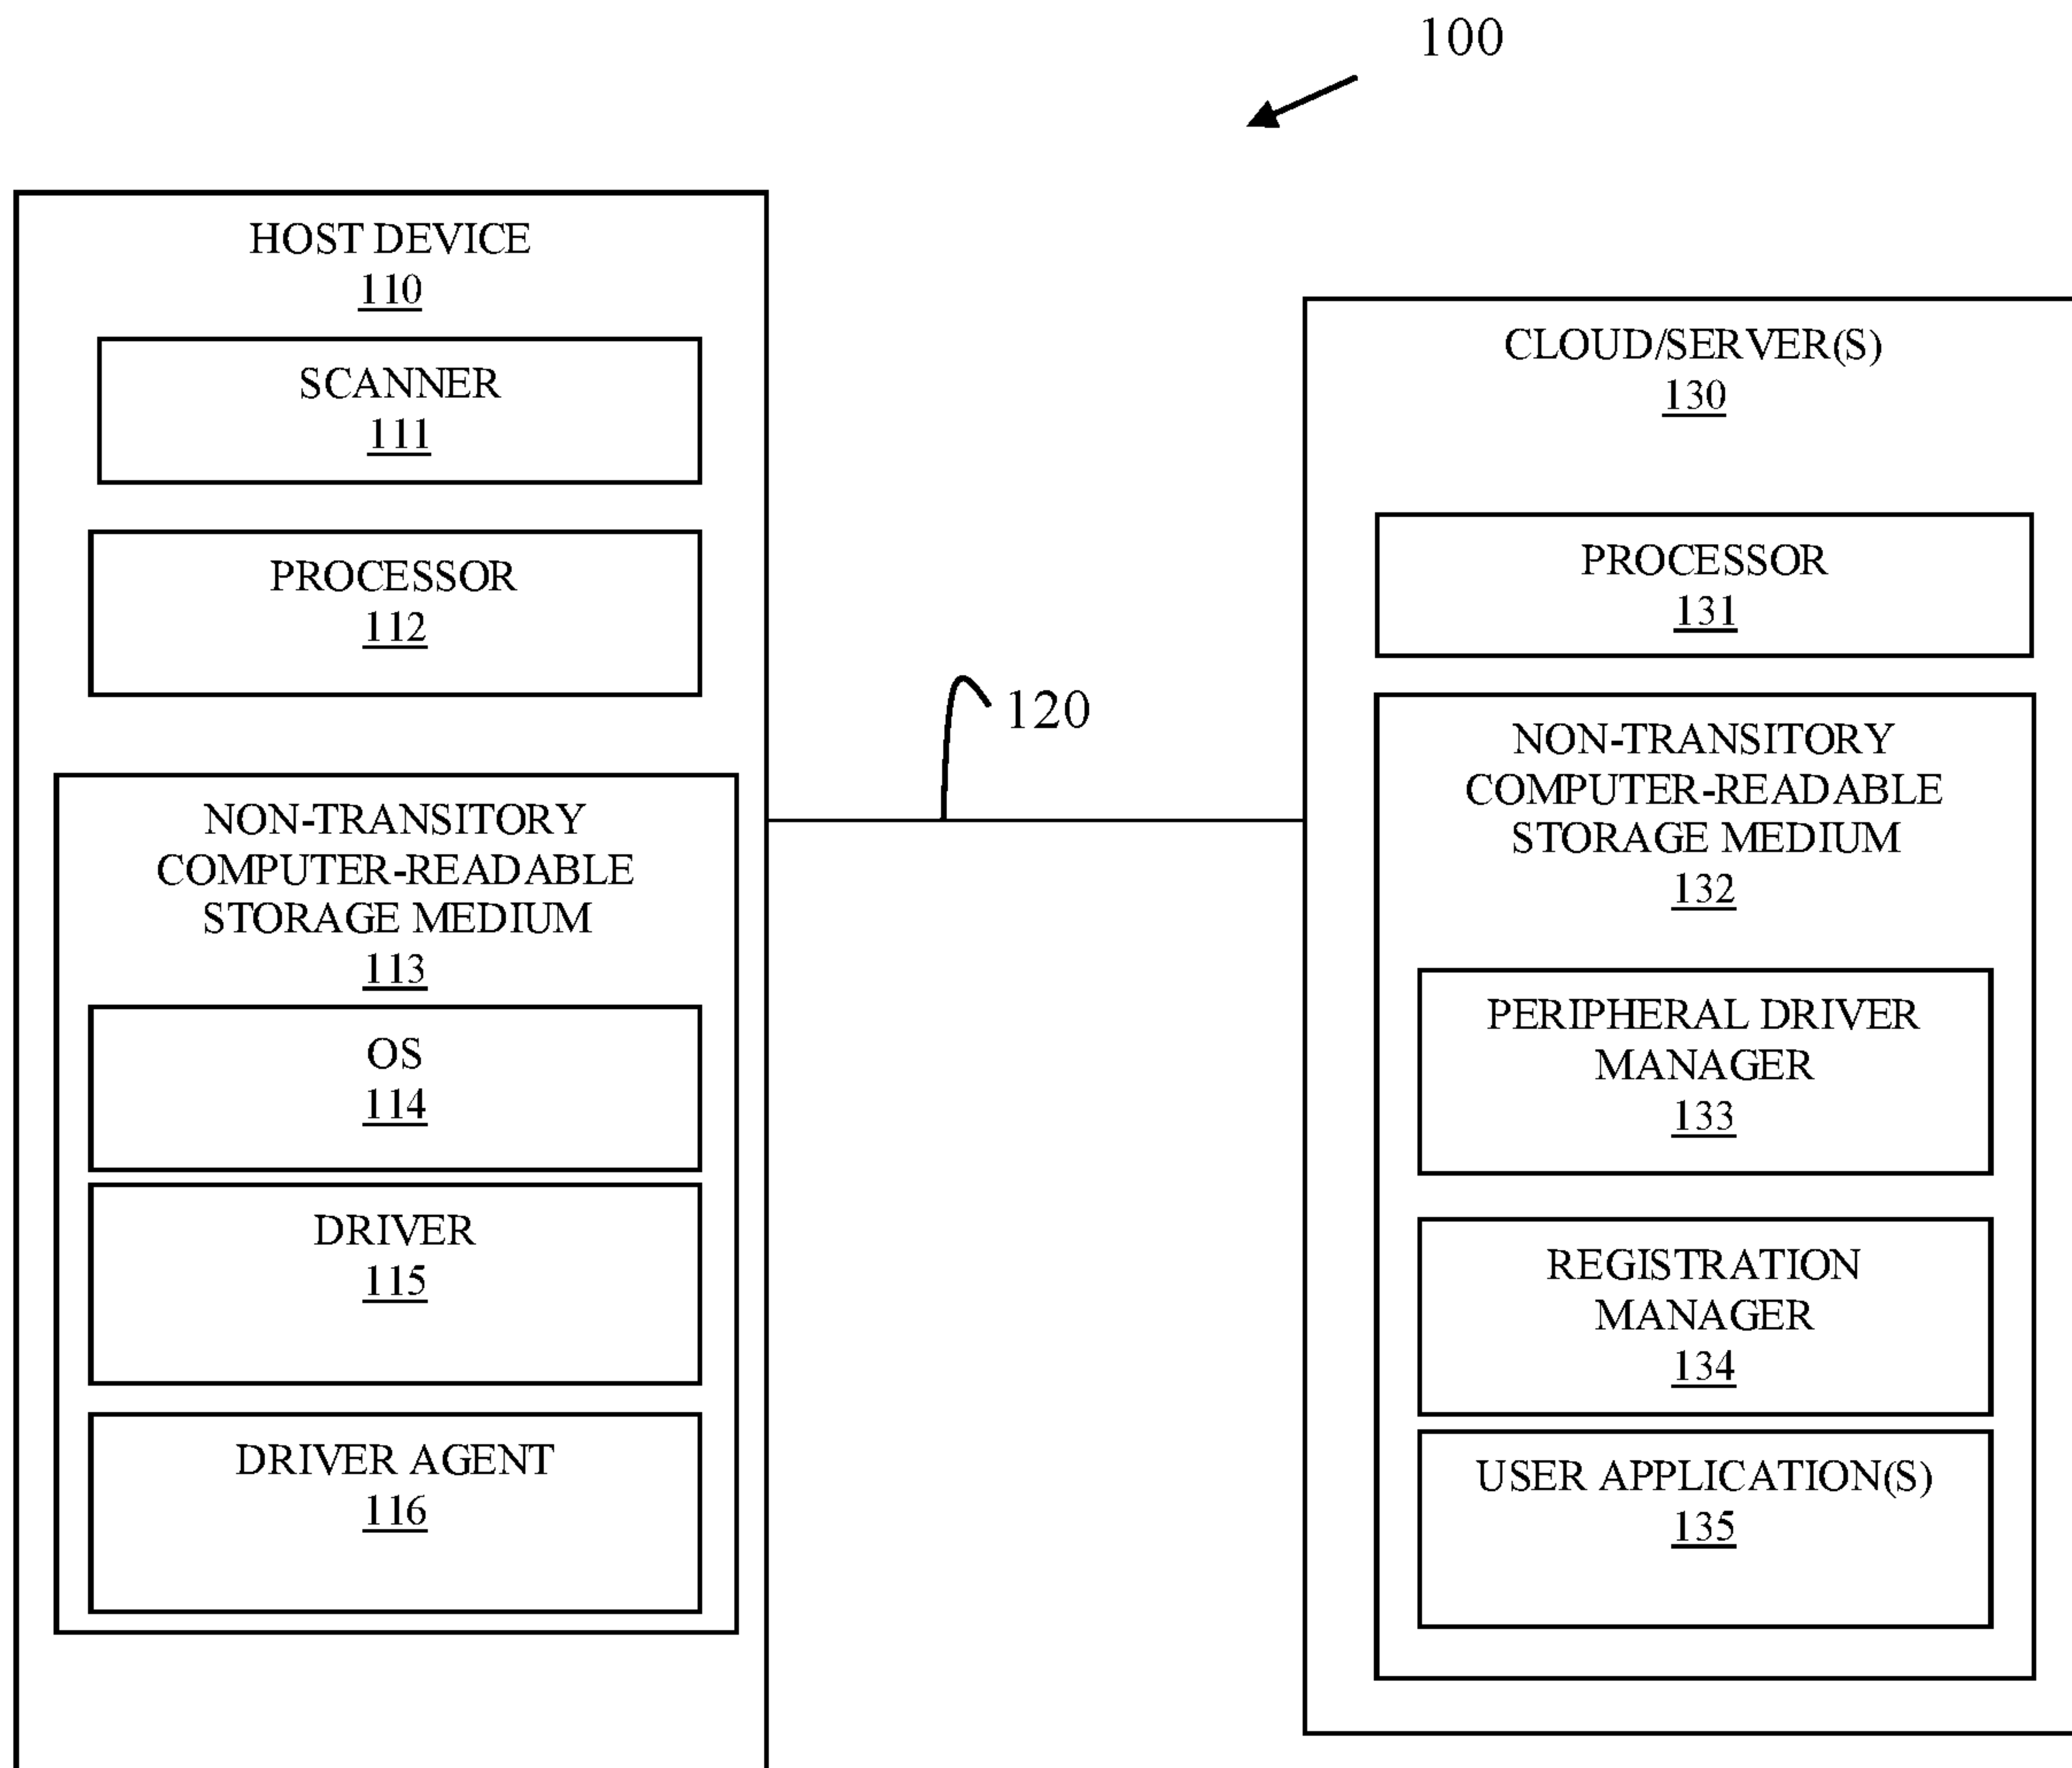 100
HOST DEVICE
110
SCANNER
111
PROCESSOR
112
NON-TRANSITORY
COMPUTER-READABLE
STORAGE MEDIUM
113
OS
114
DRIVER
115
DRIVER AGENT
116
120
CLOUD/SERVER(S)
130
PROCESSOR
131
NON-TRANSITORY
COMPUTER-READABLE
STORAGE MEDIUM
132
PERIPHERAL DRIVER
MANAGER
133
REGISTRATION
MANAGER
134
USER APPLICATION(S)
135